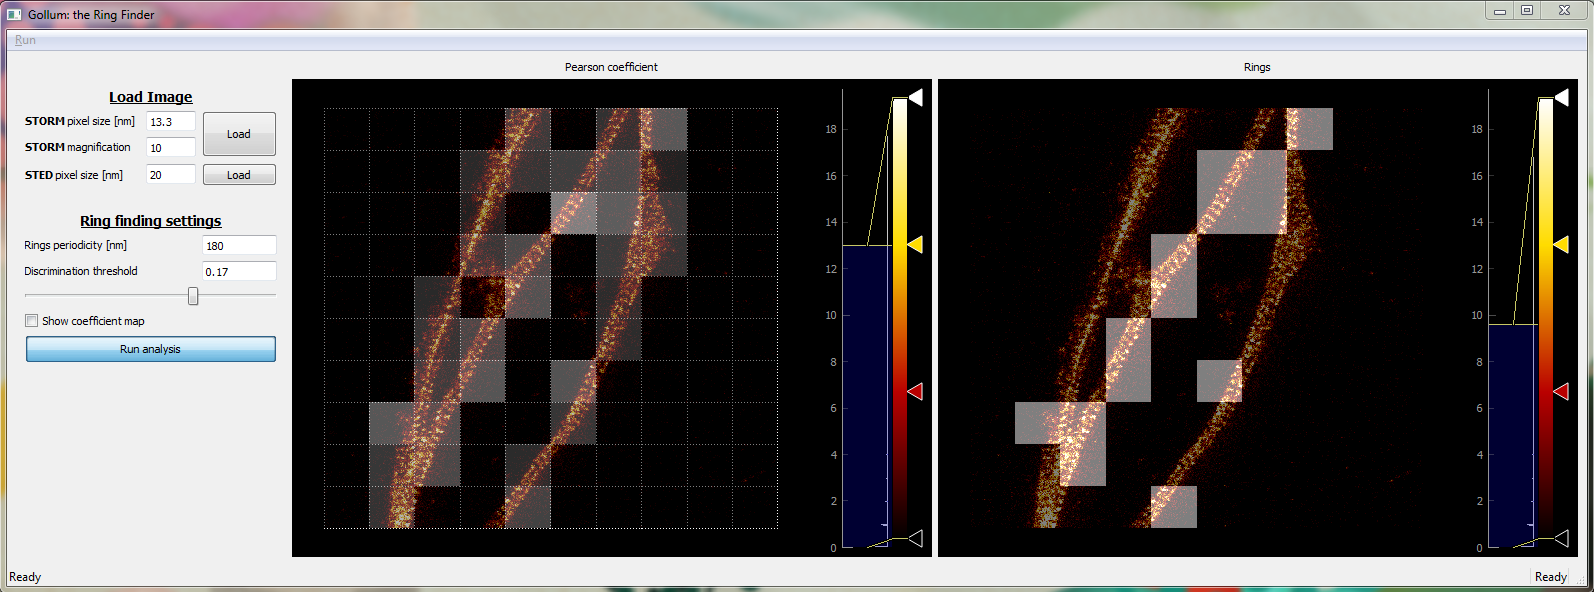 Gollum: the Ring Finder
Run
Pearson coefficient
Rings
Load Image
STORM pixel size [nm] 13.3 Load
STORM magnification 10
STED pixel size [nm] 20 Load
Ring finding settings
Rings periodicity [nm] 180
Discrimination threshold 0.17
Show coefficient map
Run analysis
18
16
14
12
10
8
6
4
2
0
18
16
14
12
10
8
6
4
2
0
Ready
Ready